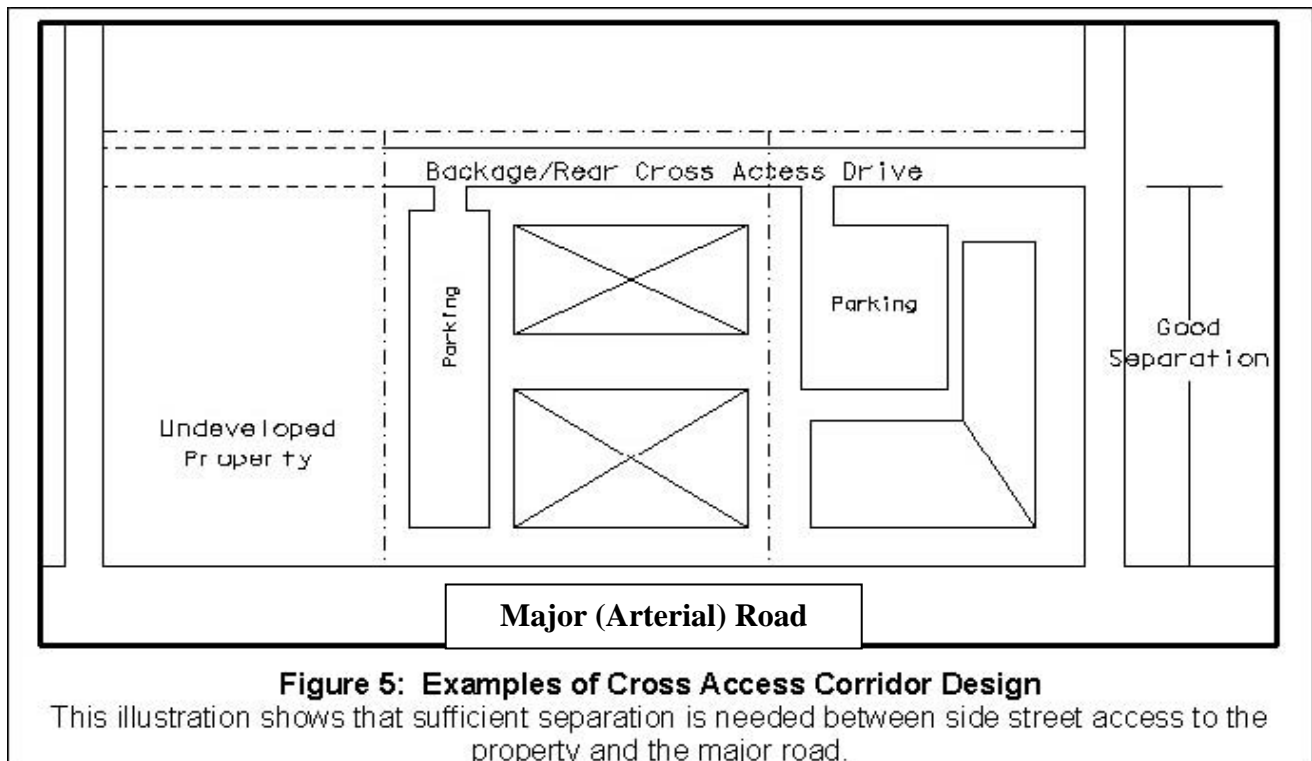 Backage/Rear Cross Access Drive
Parking
Parking
Good
Separation
Undeveloped
Property
Major (Arterial) Road
Figure 5: Examples of Cross Access Corridor Design
This illustration shows that sufficient separation is needed between side street access to the
property and the major road.